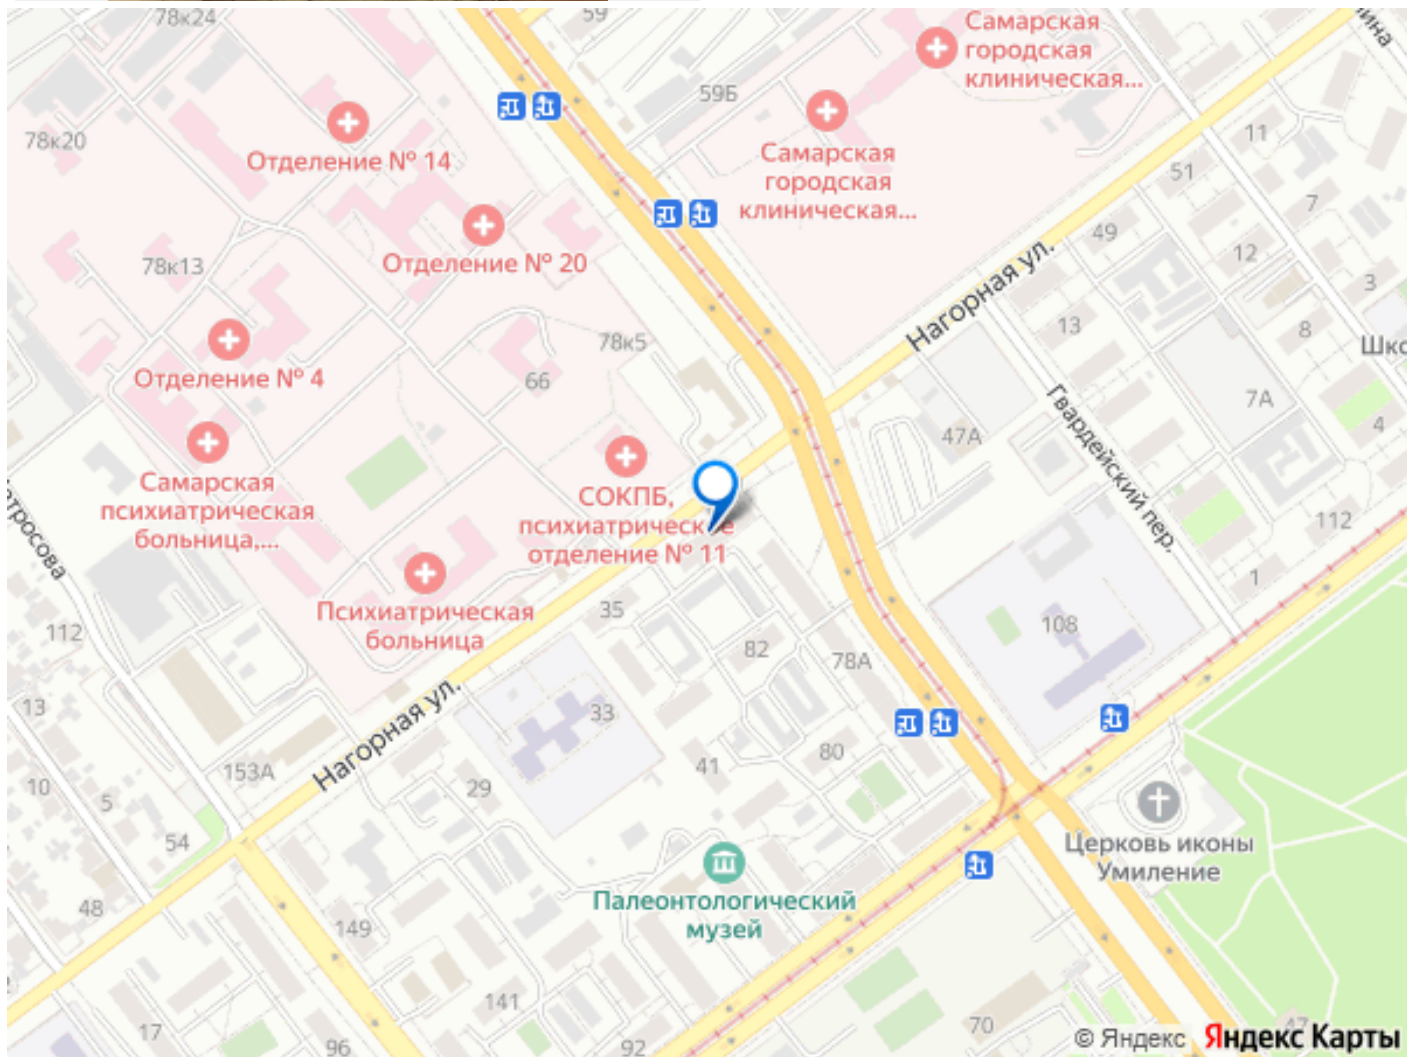 78к24
59
Самарская
городская
клиническая...
59Б
78к20
Отделение № 14
Самарская
городская
клиническая...
11
51
7
49
12
Отделение № 20
78к13
Нагорная ул.
3
13
8
78к5
Шко
Отделение № 4
66
7А
Гвардейский пер.
4
47А
Самарская
психиатрическая
больница,...
СОКПБ,
психиатрическое
отделение № 11
112
1
Психиатрическая
больница
35
112
108
82
78А
13
33
Нагорная ул.
153А
41
80
10
5
29
54
Церковь иконы
Умиление
Палеонтологический
музей
48
149
141
17
96
92
70
47
© Яндекс Яндекс Карты